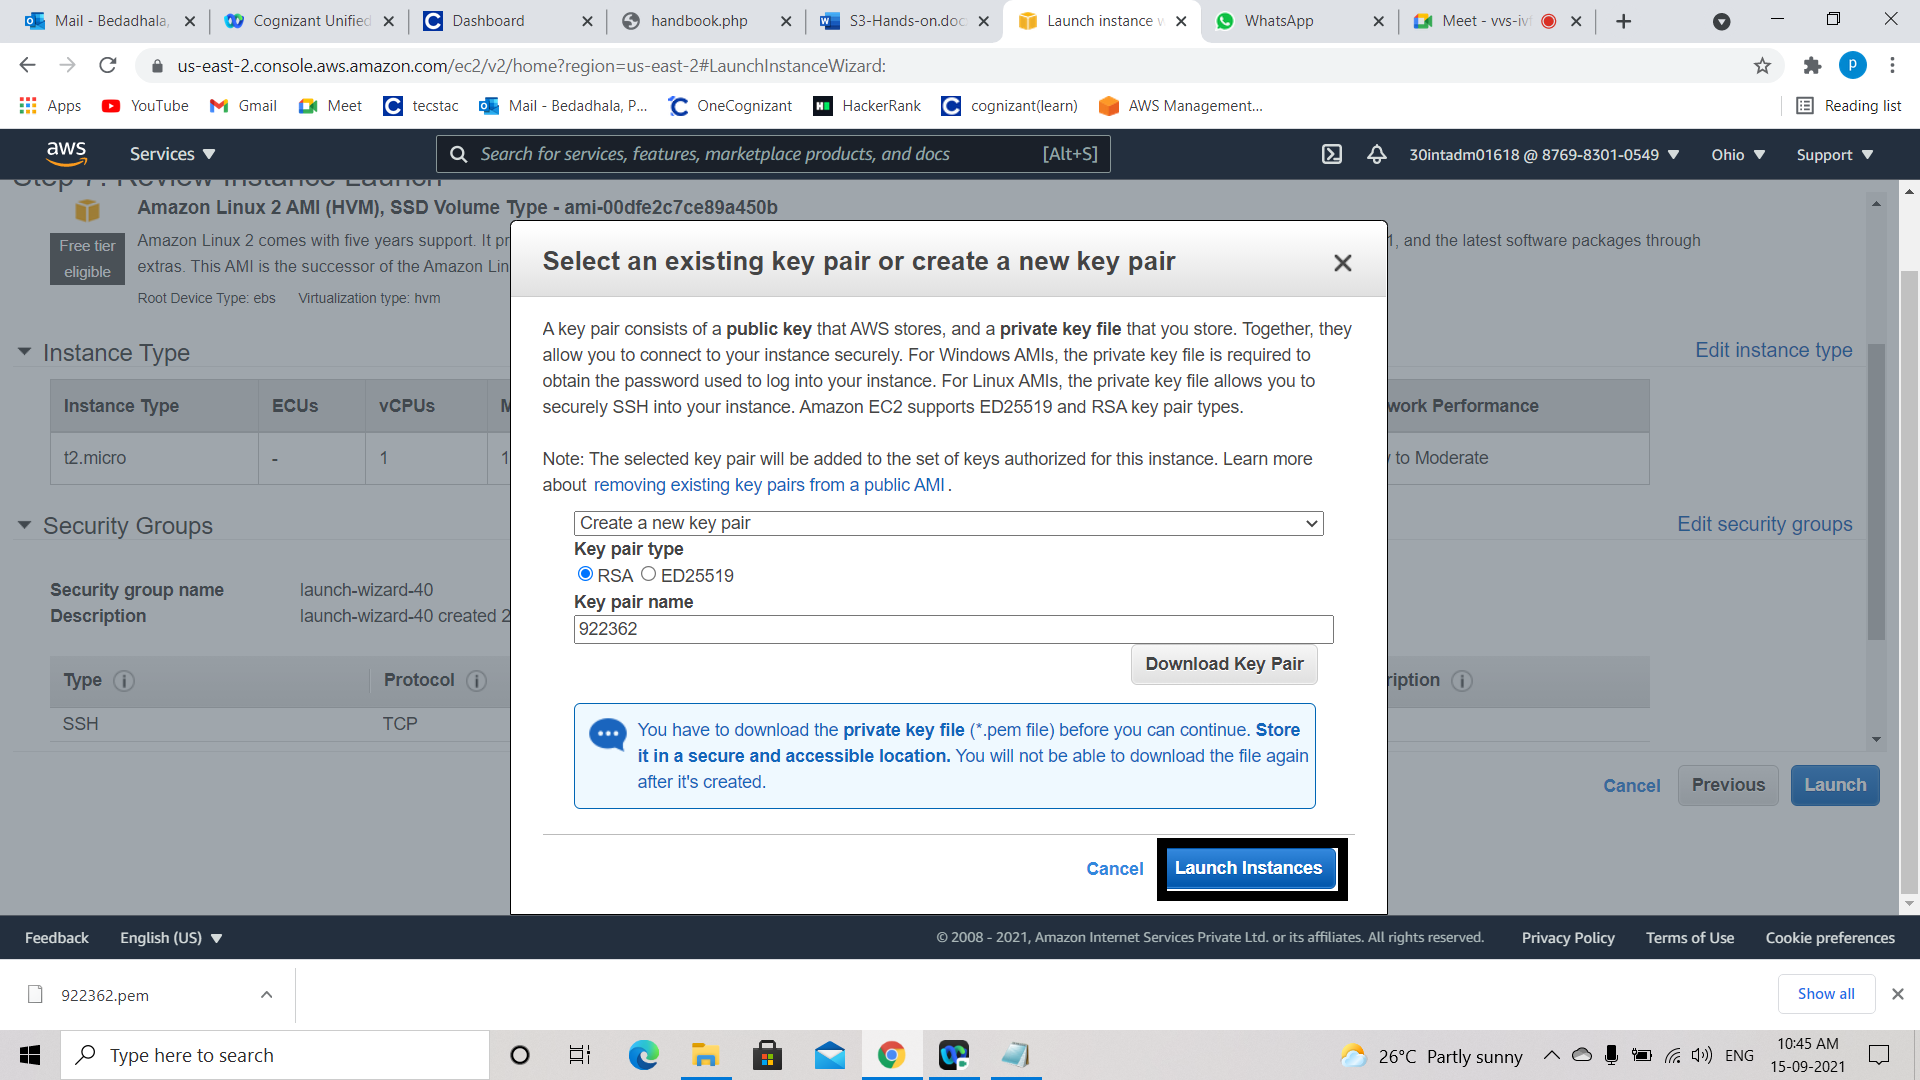 Mail - Bedadhala,
Cognizant Unified
Dashboard
handbook.php
S3-Hands-on.doc
Launch instance w
WhatsApp
Meet - vvs-ivf
us-east-2.console.aws.amazon.com/ec2/v2/home?region=us-east-2#LaunchInstanceWizard:
p
Apps
YouTube
Gmail
Meet
tecstac
Mail - Bedadhala, P...
OneCognizant
HackerRank
cognizant(learn)
AWS Management...
Reading list
aws
Services
Search for services, features, marketplace products, and docs
[Alt+S]
30intadm01618 @ 8769-8301-0549
Ohio
Support
Step 7: Review Instance Launch
Amazon Linux 2 AMI (HVM), SSD Volume Type - ami-00dfe2c7ce89a450b
Free tier
eligible
Amazon Linux 2 comes with five years support. It pr
1, and the latest software packages through
extras. This AMI is the successor of the Amazon Lin
Root Device Type: ebs Virtualization type: hvm
Instance Type
Edit instance type
Instance Type
ECUs
vCPUs
M
work Performance
t2.micro
-
1
1
to Moderate
Security Groups
Edit security groups
Security group name
launch-wizard-40
Description
launch-wizard-40 created 2
Type
Protocol
ription
SSH
TCP
Cancel
Previous
Launch
Select an existing key pair or create a new key pair
A key pair consists of a public key that AWS stores, and a private key file that you store. Together, they
allow you to connect to your instance securely. For Windows AMIs, the private key file is required to
obtain the password used to log into your instance. For Linux AMIs, the private key file allows you to
securely SSH into your instance. Amazon EC2 supports ED25519 and RSA key pair types.
Note: The selected key pair will be added to the set of keys authorized for this instance. Learn more
about removing existing key pairs from a public AMI .
Create a new key pair
Key pair type
RSA
ED25519
Key pair name
922362
Download Key Pair
You have to download the private key file (*.pem file) before you can continue. Store
it in a secure and accessible location. You will not be able to download the file again
after it's created.
Cancel
Launch Instances
Feedback
English (US)
© 2008 - 2021, Amazon Internet Services Private Ltd. or its affiliates. All rights reserved.
Privacy Policy
Terms of Use
Cookie preferences
922362.pem
Show all
Type here to search
26°C Partly sunny
ENG
10:45 AM
15-09-2021